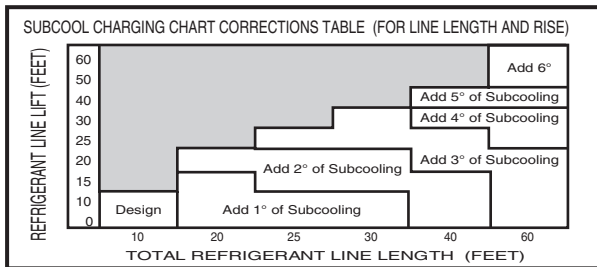 SUBCOOL CHARGING CHART CORRECTIONS TABLE (FOR LINE LENGTH AND RISE)
REFRIGERANT LINE LIFT (FEET)
60
50
40
30
25
20
15
10
0
Add 6°
Add 5° of Subcooling
Add 4° of Subcooling
Add 3° of Subcooling
Add 2° of Subcooling
Design
Add 1° of Subcooling
10 20 25 30 40 60
TOTAL REFRIGERANT LINE LENGTH (FEET)